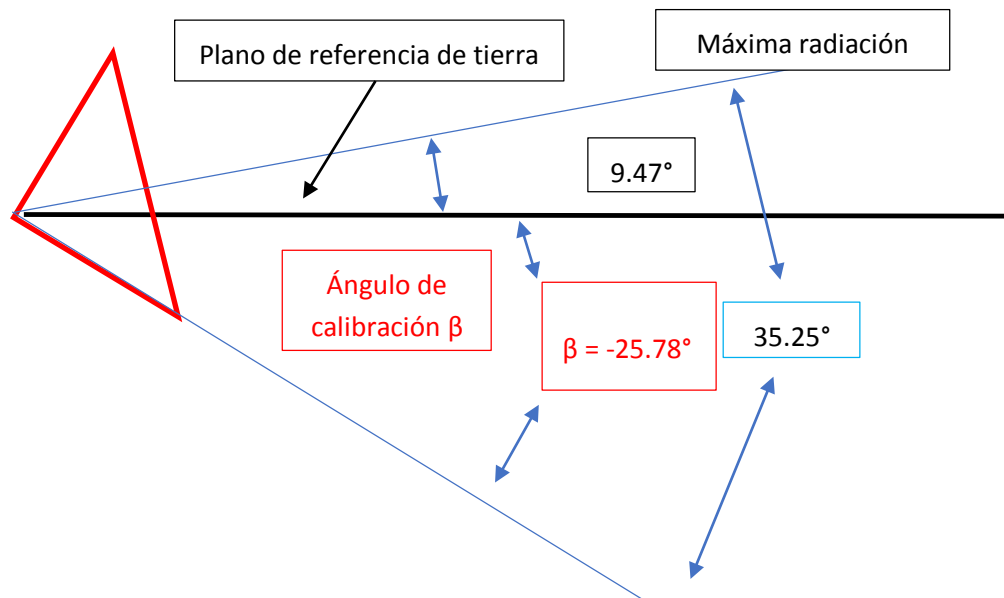 Plano de referencia de tierra
Máxima radiación
9.47°
Ángulo de
calibración β
β = -25.78°
35.25°